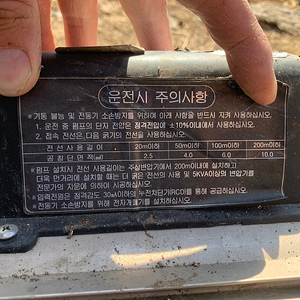 운전시 주의사항
*기동 불능 및 전동기 소손방지를 위하여 아래 사항을 반드시 지켜 사용하십시오.
1. 운전 중 펌프의 단자 전압은 정격전압에 ±10%이내에서 사용하십시오.
2. 접속 전선은 다음 굵기의 전선을 사용하십시오.
전선사용길이 20m이하 50m이하 100m이하 200m이하
공칭단면적(㎟) 2.5 4.0 6.0 10.0
*펌프 설치시 전선 사용길이는 주상변압기에서 200m이내에 설치하고
더욱 먼거리에 설치할 때는 더 굵은전선의 사용 및 5KVA이상의 변압기를
전문가의 자문에 의하여 시공하십시오.
*입력전원은 정격감도 30㎃이하의 누전차단기(RCD)를 통해 공급하십시오.
*전동기 소손방지를 위해 전자개폐기를 설치하십시오.